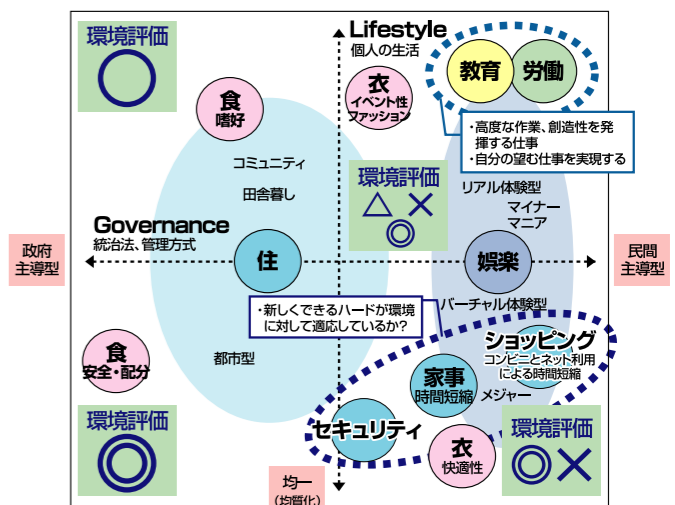 環境評価
Lifestyle
個人の生活
教育
労働
衣
イベント性
ファッション
食
嗜好
・高度な作業、創造性を発
揮する仕事
・自分の望む仕事を実現する
コミュニティ
田舎暮し
環境評価
△ ×
◎
リアル体験型
マイナー
マニア
Governance
統治法、管理方式
政府
主導型
住
娯楽
民間
主導型
・新しくできるハードが環境
に対して適応しているか?
バーチャル体験型
食
安全・配分
都市型
ショッピング
コンビニとネット利用
による時間短縮
家事
時間短縮
メジャー
セキュリティ
衣
快適性
環境評価
◎
環境評価
◎×
均一
(均質化)